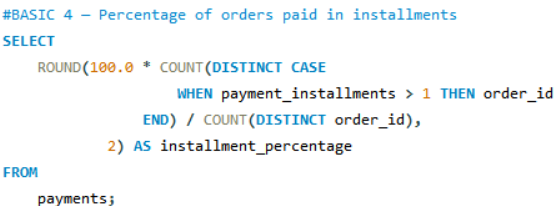 #BASIC 4 – Percentage of orders paid in installments
SELECT
ROUND(100.0 * COUNT(DISTINCT CASE
WHEN payment_installments > 1 THEN order_id
END) / COUNT(DISTINCT order_id),
2) AS installment_percentage
FROM
payments;